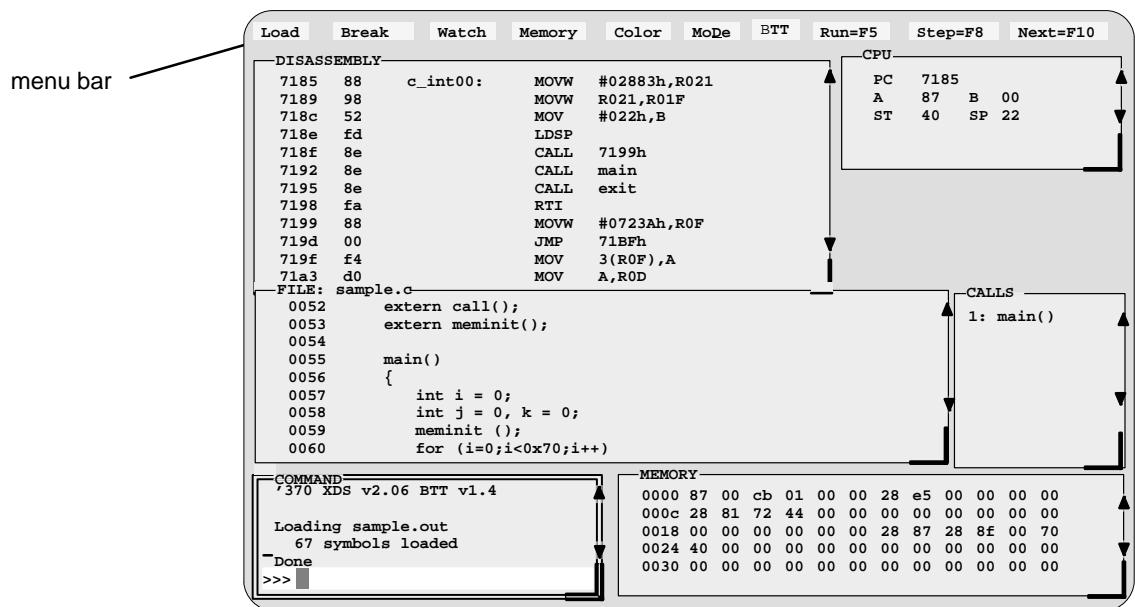 Load Break Watch Memory Color MoDe BTT Run=F5 Step=F8 Next=F10
menu bar
DISASSEMBLY
7185 88 c_int00: MOVW #02883h,R021
7189 98 MOVW R021,R01F
718c 52 MOV #022h,B
718e fd LDSP
718f 8e CALL 7199h
7192 8e CALL main
7195 8e CALL exit
7198 fa RTI
7199 88 MOVW #0723Ah,R0F
719d 00 JMP 71BFh
719f f4 MOV 3(R0F),A
71a3 d0 MOV A,R0D
CPU
PC 7185
A 87 B 00
ST 40 SP 22
FILE: sample.c
0052 extern call();
0053 extern meminit();
0054
0055 main()
0056 {
0057 int i = 0;
0058 int j = 0, k = 0;
0059 meminit ();
0060 for (i=0;i<0x70;i++)
CALLS
1: main()
COMMAND
'370 XDS v2.06 BTT v1.4
Loading sample.out
67 symbols loaded
Done
>>>
MEMORY
0000 87 00 cb 01 00 00 28 e5 00 00 00 00
000c 28 81 72 44 00 00 00 00 00 00 00 00
0018 00 00 00 00 00 00 28 87 28 8f 00 70
0024 40 00 00 00 00 00 00 00 00 00 00 00
0030 00 00 00 00 00 00 00 00 00 00 00 00